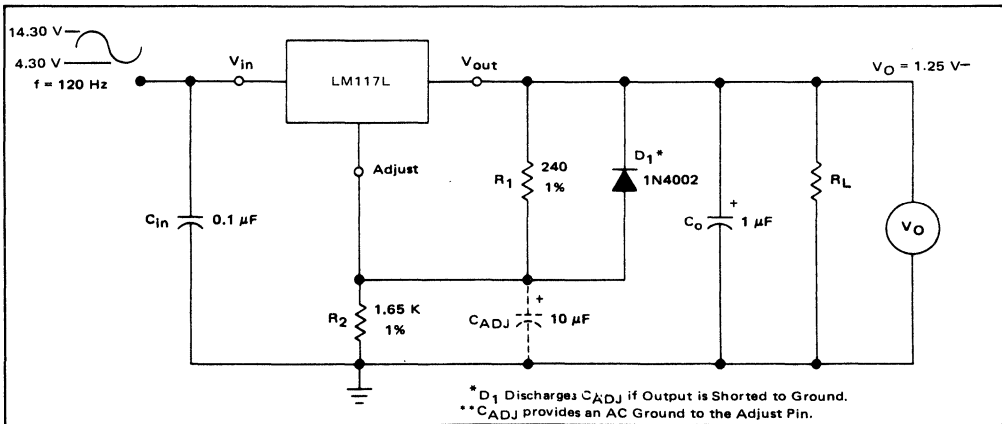 14.30 V
4.30 V
f = 120 Hz
Vin
LM117L
Vout
VO = 1.25 V
Adjust
Cin
0.1 µF
R1
240
1%
D1*
1N4002
+
Co
1 µF
RL
VO
R2
1.65 K
1%
CADJ
+
10 µF
*D1 Discharges CADJ if Output is Shorted to Ground.
**CADJ provides an AC Ground to the Adjust Pin.